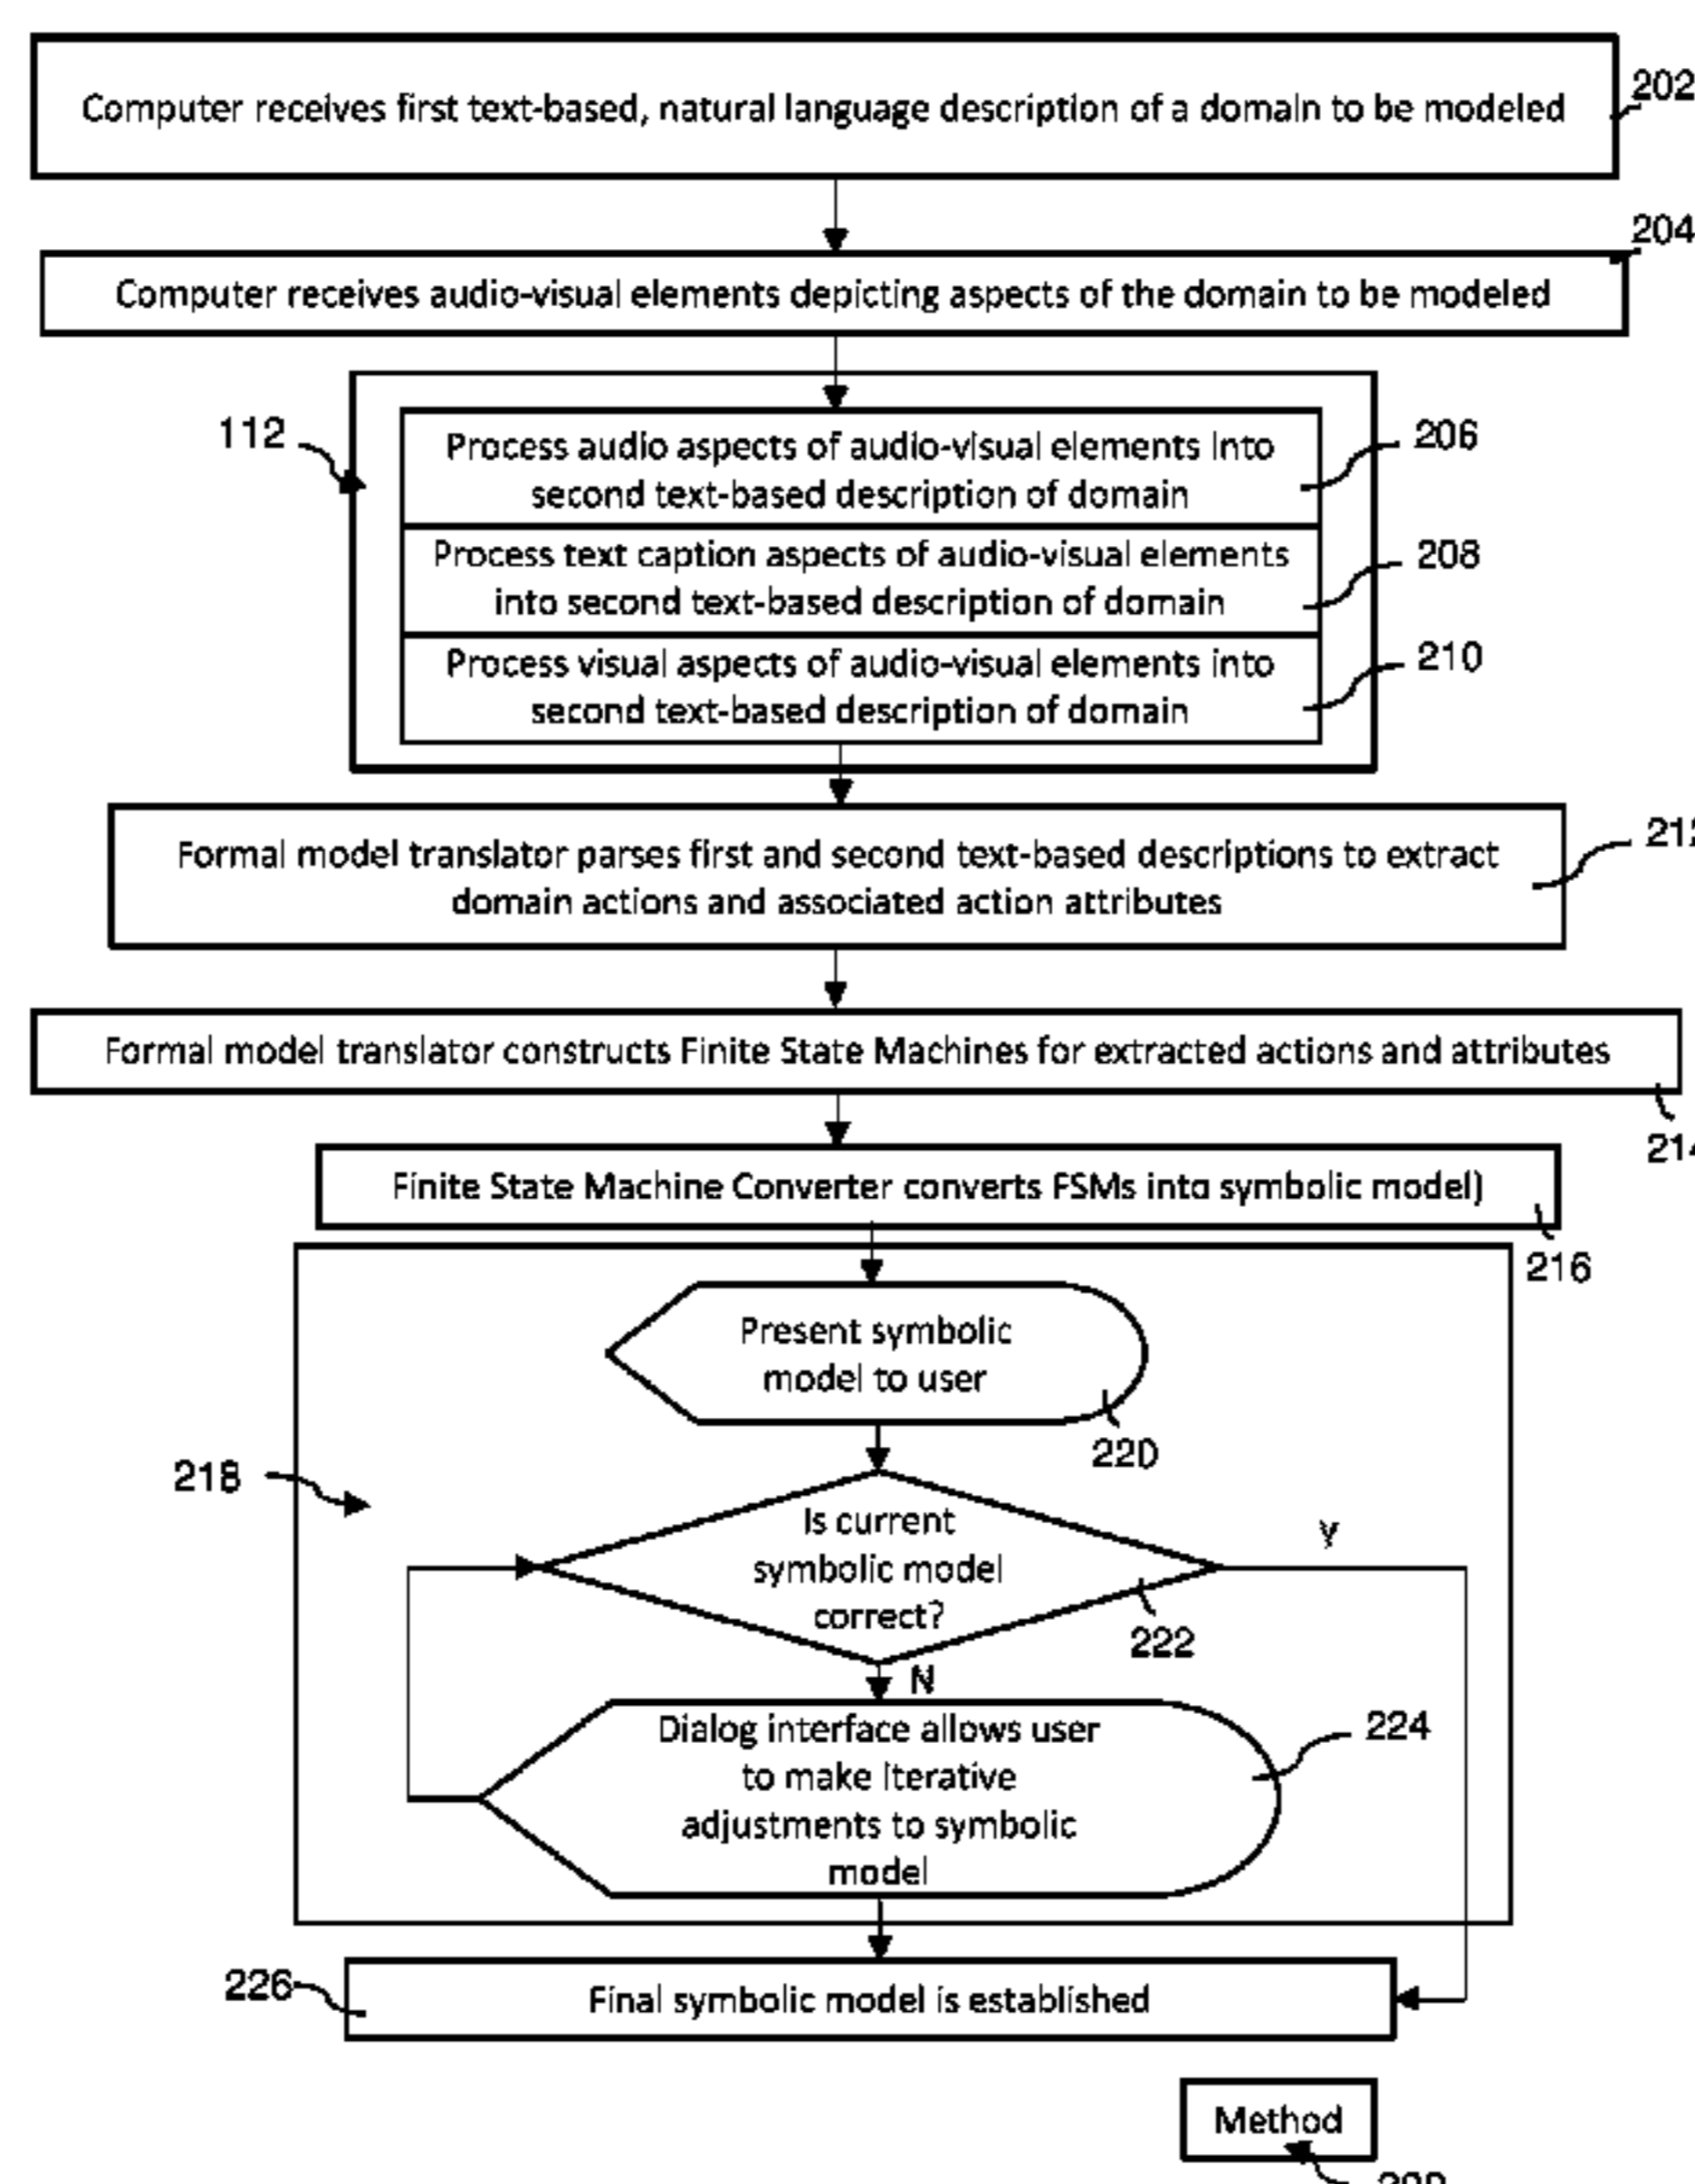 Computer receives first text-based, natural language description of a domain to be modeled
202
204
Computer receives audio-visual elements depicting aspects of the domain to be modeled
112
Process audio aspects of audio-visual elements into
second text-based description of domain
206
Process text caption aspects of audio-visual elements
into second text-based description of domain
208
Process visual aspects of audio-visual elements into
second text-based description of domain
210
Formal model translator parses first and second text-based descriptions to extract
domain actions and associated action attributes
212
Formal model translator constructs Finite State Machines for extracted actions and attributes
214
Finite State Machine Converter converts FSMs into symbolic model)
216
Present symbolic
model to user
220
218
Is current
symbolic model
correct?
Y
222
N
Dialog interface allows user
to make iterative
adjustments to symbolic
model
224
226
Final symbolic model is established
Method